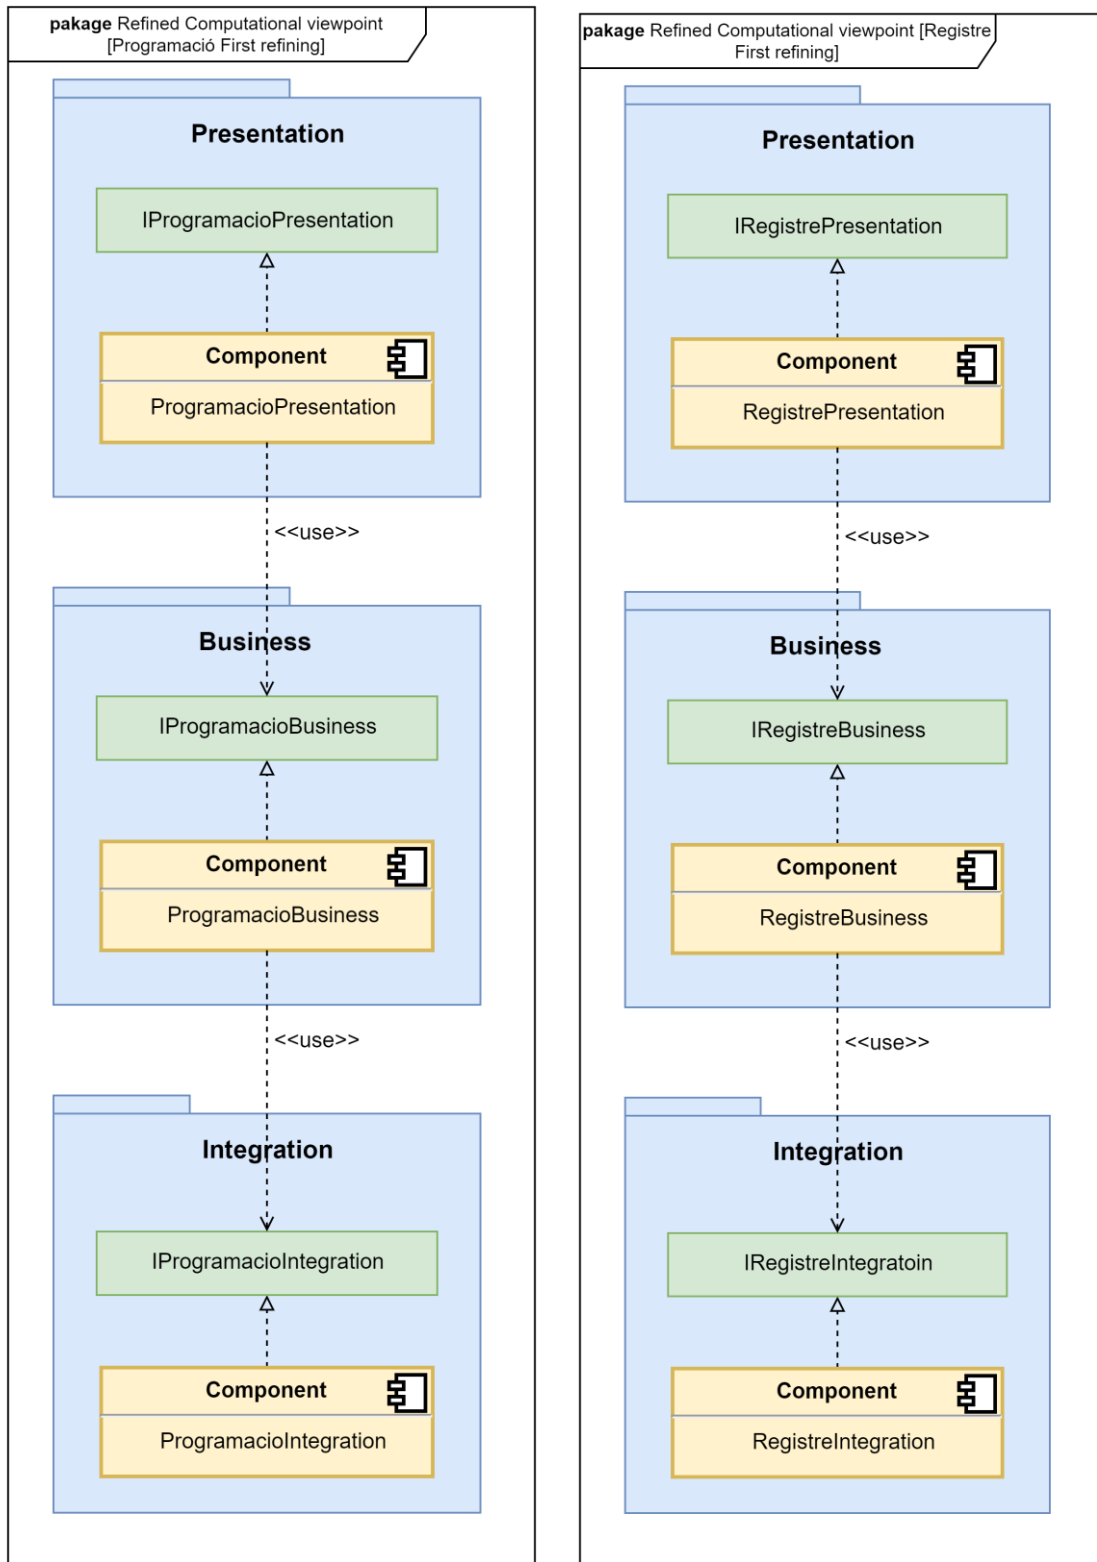 pakage Refined Computational viewpoint
[Programació First refining]
Presentation
IProgramacioPresentation
Component
ProgramacioPresentation
<<use>>
Business
IProgramacioBusiness
Component
ProgramacioBusiness
<<use>>
Integration
IProgramacioIntegration
Component
ProgramacioIntegration
pakage Refined Computational viewpoint [Registre
First refining]
Presentation
IRegistrePresentation
Component
RegistrePresentation
<<use>>
Business
IRegistreBusiness
Component
RegistreBusiness
<<use>>
Integration
IRegistreIntegratoin
Component
RegistreIntegration